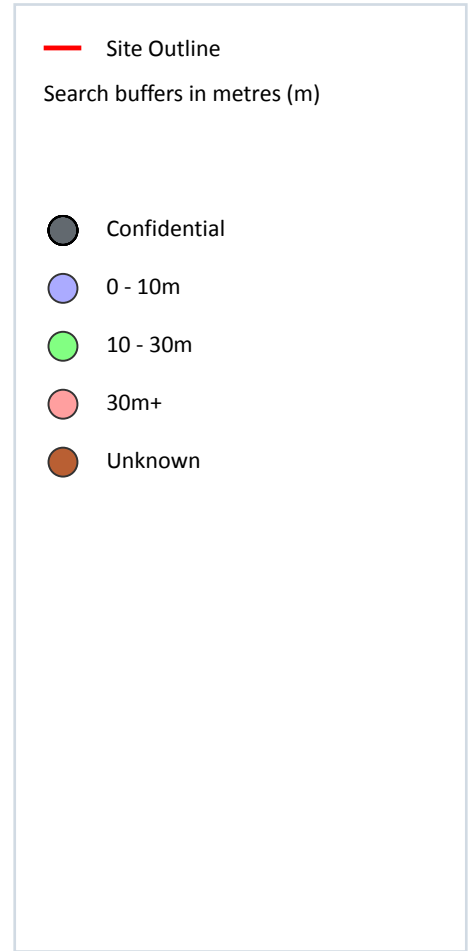 Site Outline
Search buffers in metres (m)
Confidential
0 - 10m
10 - 30m
30m+
Unknown